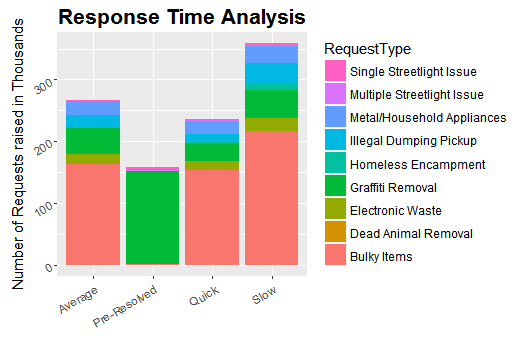 Response Time Analysis
Number of Requests raised in Thousands
300
200
100
0
Average
Pre-Resolved
Quick
Slow
RequestType
Single Streetlight Issue
Multiple Streetlight Issue
Metal/Household Appliances
Illegal Dumping Pickup
Homeless Encampment
Graffiti Removal
Electronic Waste
Dead Animal Removal
Bulky Items